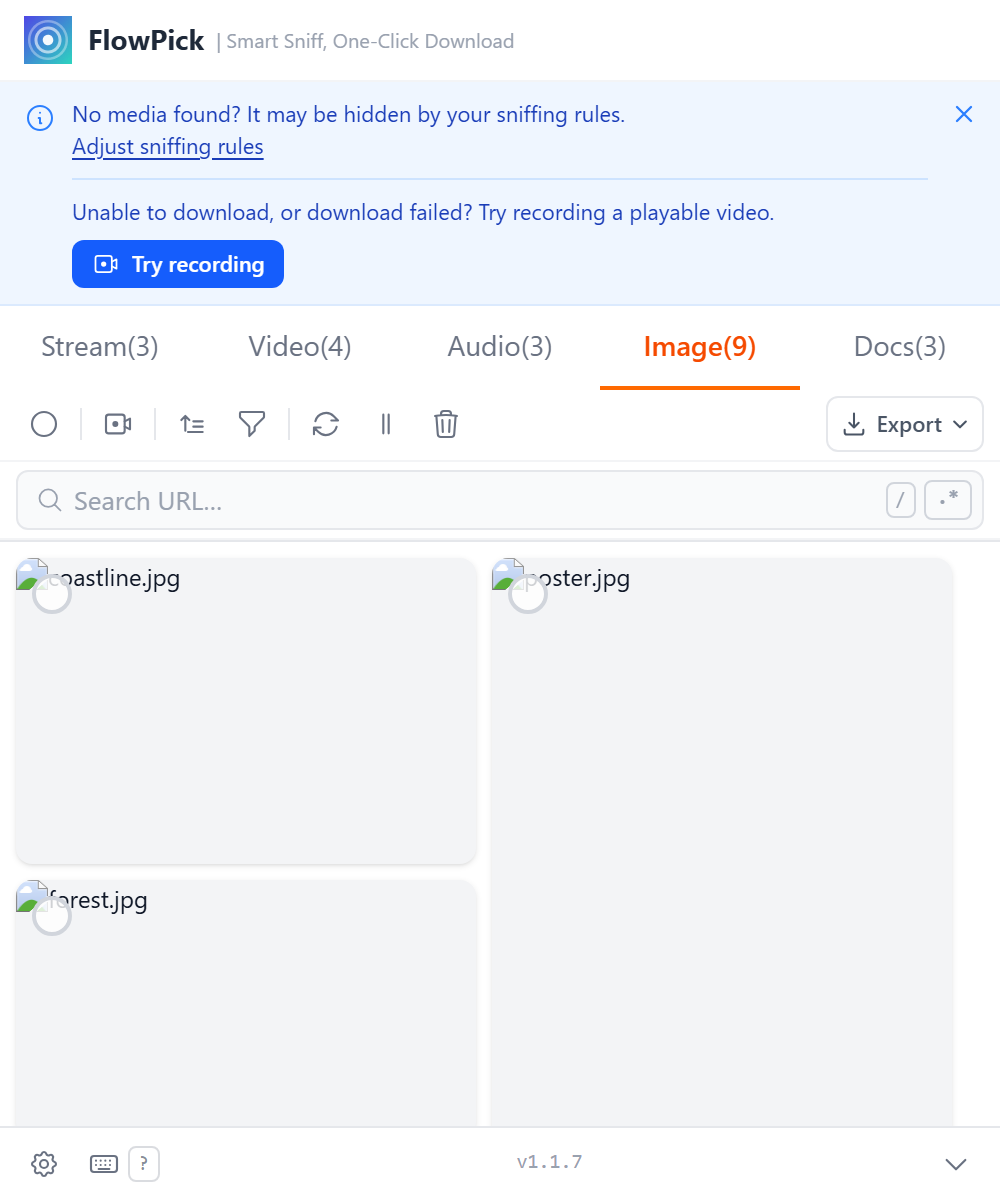 FlowPick | Smart Sniff, One-Click Download
No media found? It may be hidden by your sniffing rules.
Adjust sniffing rules
Unable to download, or download failed? Try recording a playable video.
Try recording
Stream(3) Video(4) Audio(3) Image(9) Docs(3)
Export
Search URL... / .*
coastline.jpg poster.jpg
forest.jpg
? v1.1.7